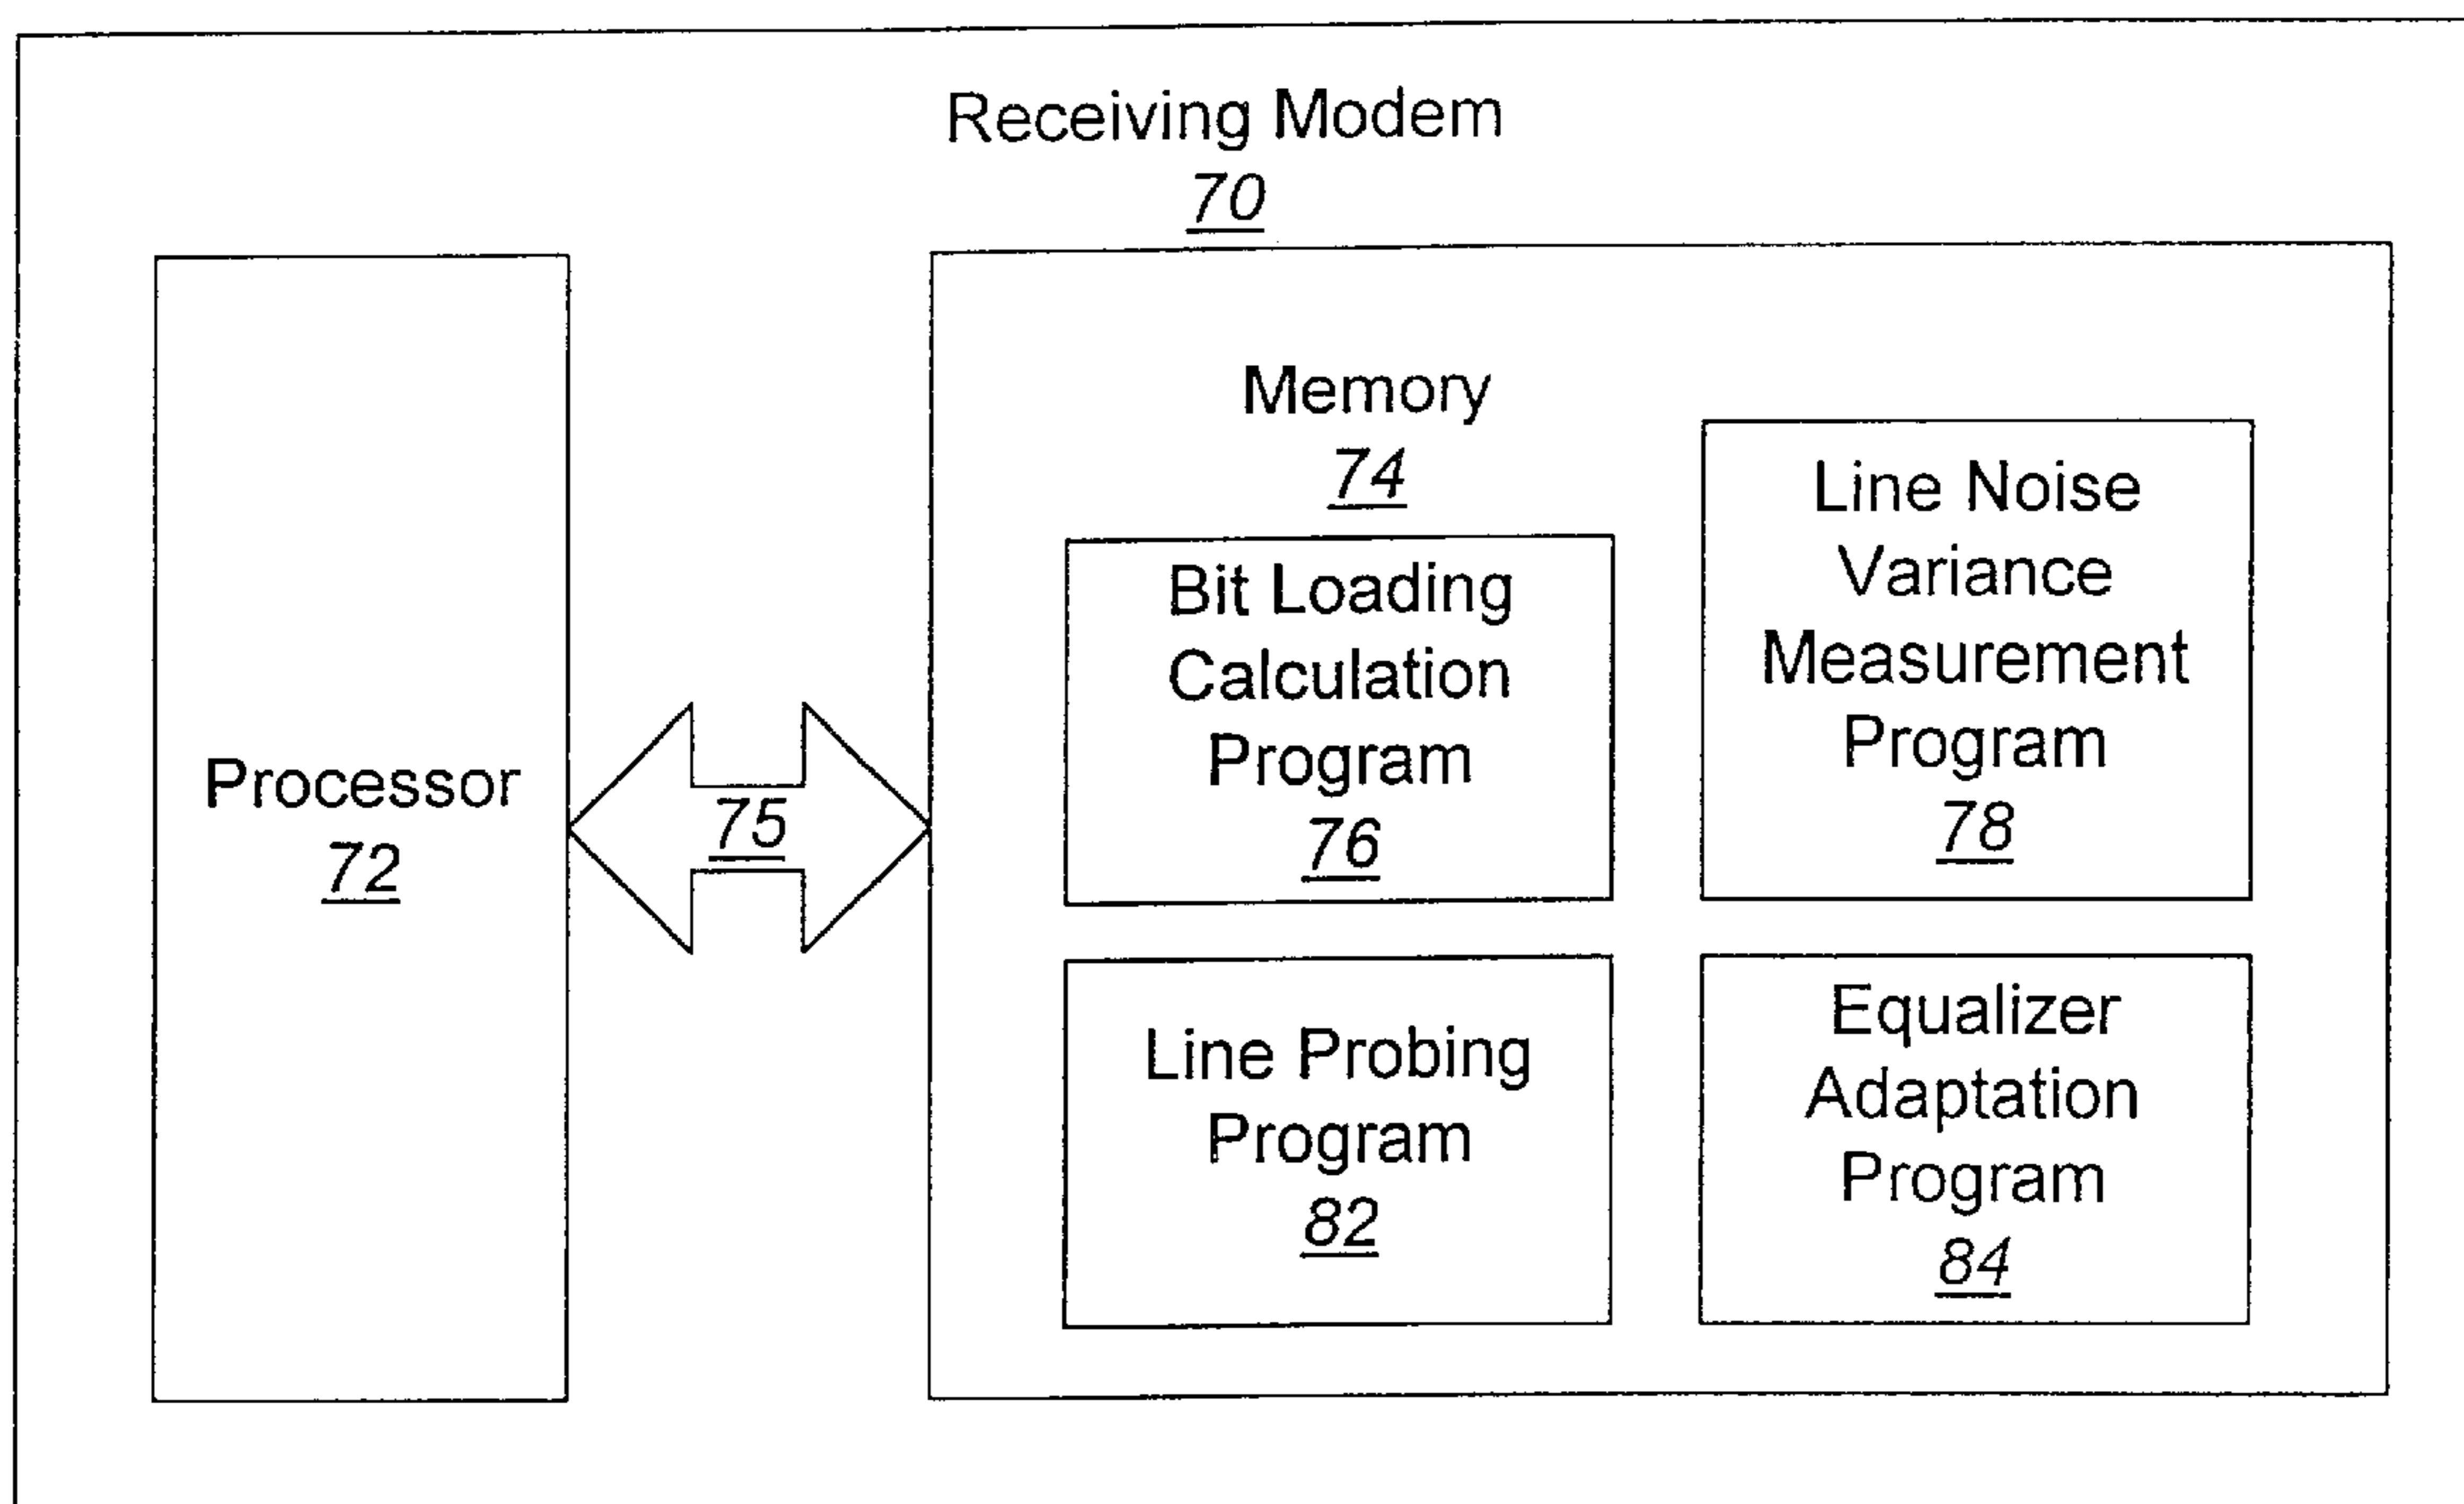 Receiving Modem
70
Processor
72
75
Memory
74
Bit Loading
Calculation
Program
76
Line Noise
Variance
Measurement
Program
78
Line Probing
Program
82
Equalizer
Adaptation
Program
84